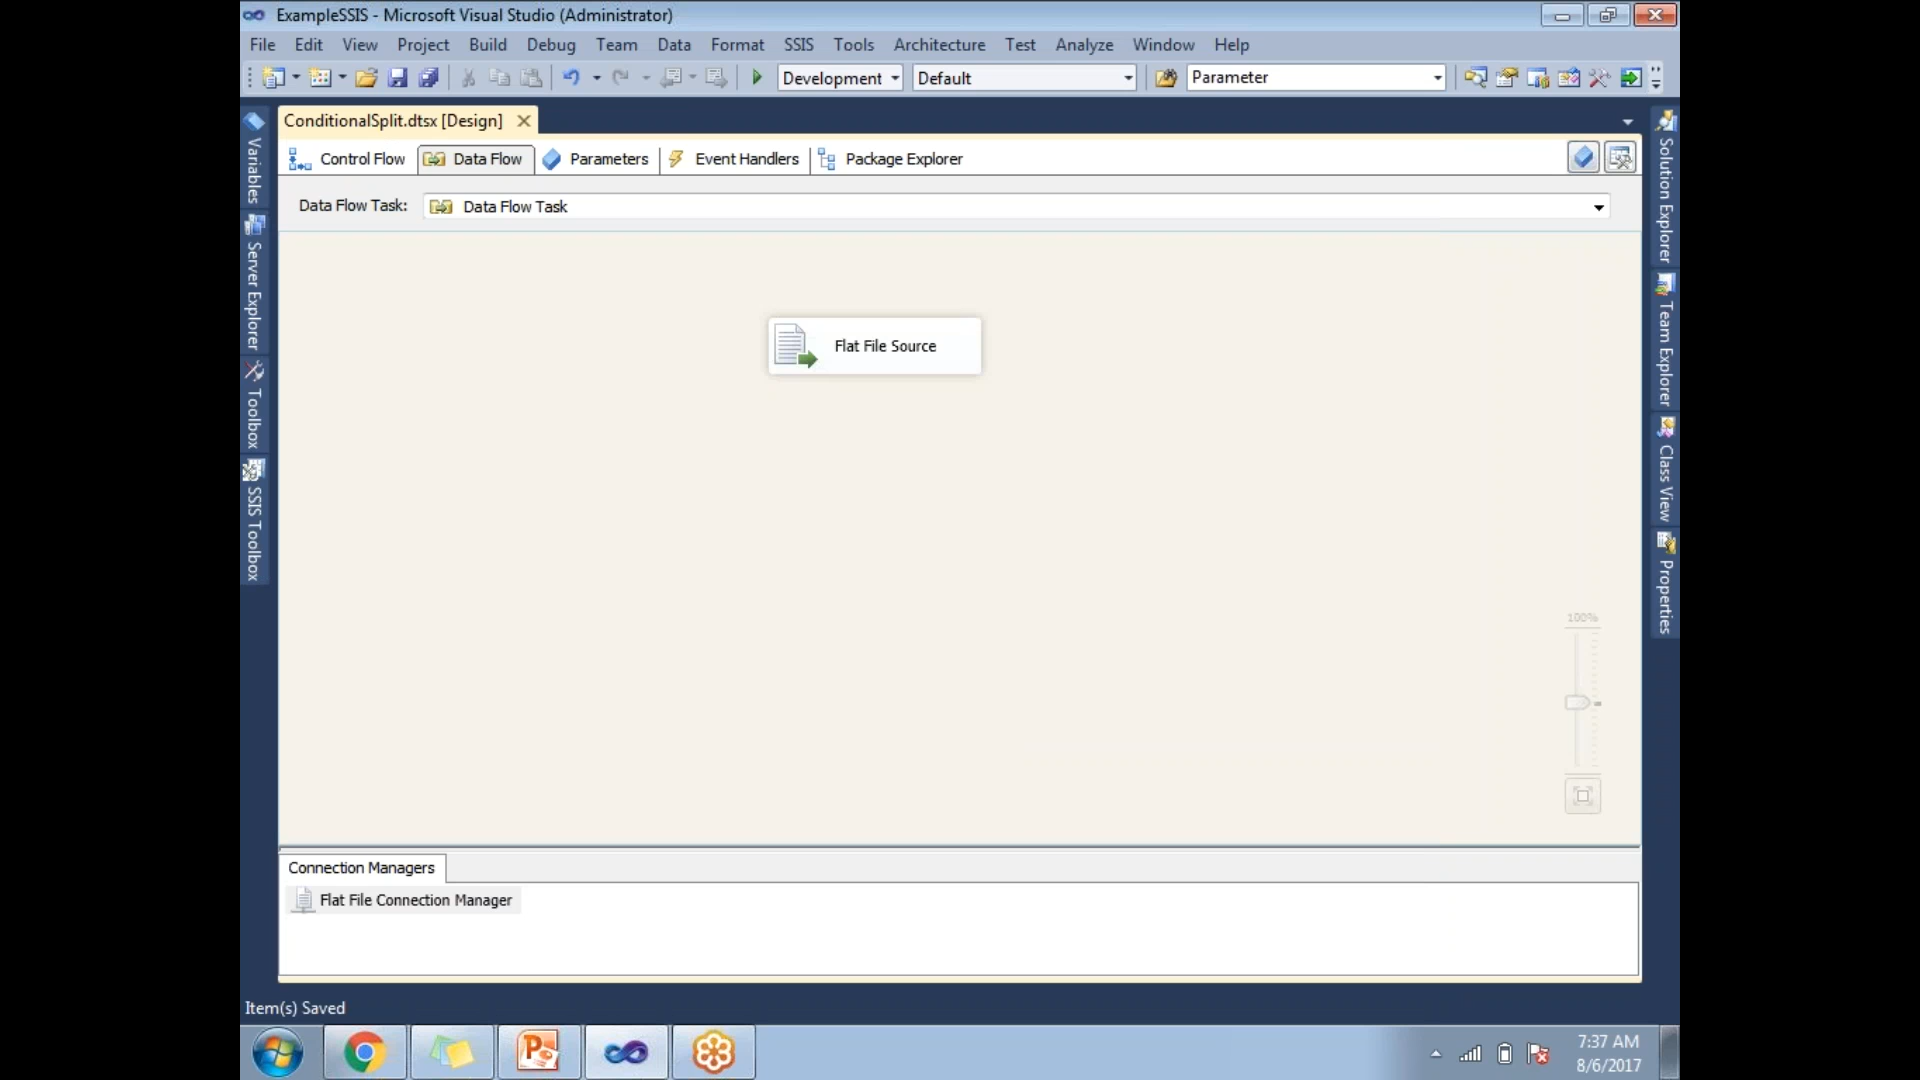 ExampleSSIS - Microsoft Visual Studio (Administrator)
File Edit View Project Build Debug Team Data Format SSIS Tools Architecture Test Analyze Window Help
Development Default Parameter
ConditionalSplit.dtsx [Design]
Control Flow Data Flow Parameters Event Handlers Package Explorer
Data Flow Task: Data Flow Task
Variables
Server Explorer
Toolbox
SSIS Toolbox
Flat File Source
100%
Solution Explorer
Team Explorer
Class View
Properties
Connection Managers
Flat File Connection Manager
Item(s) Saved
7:37 AM
8/6/2017